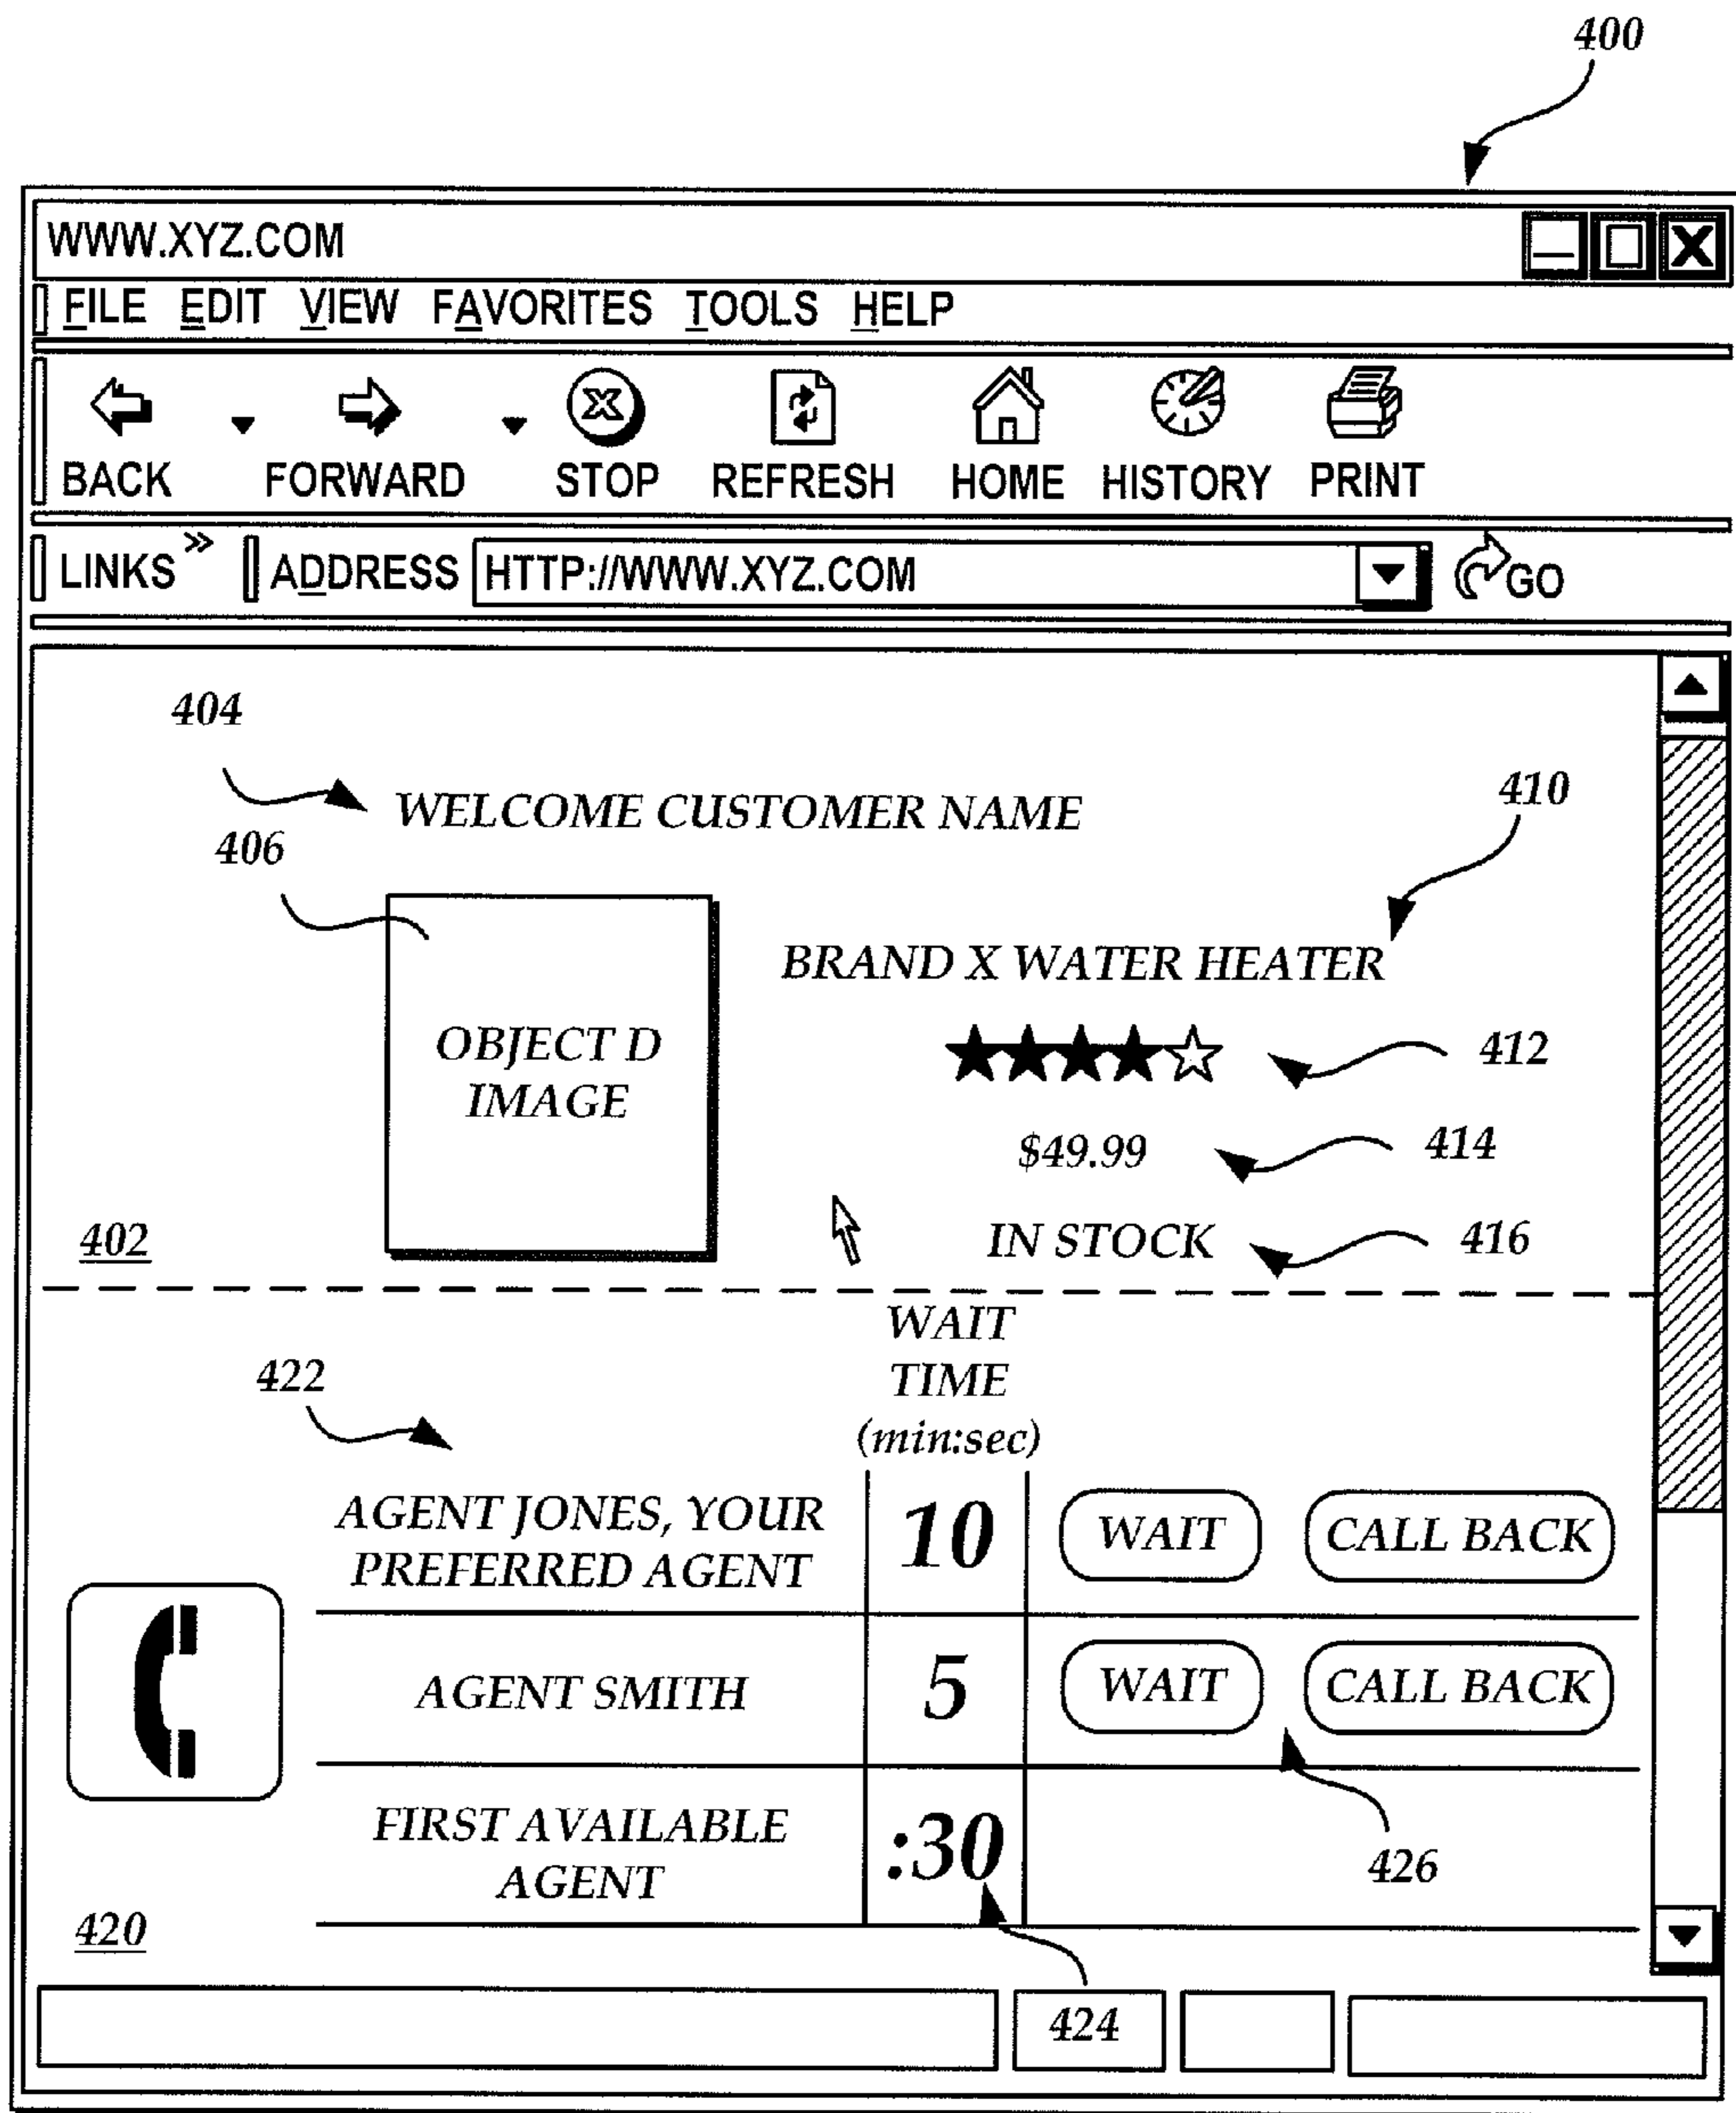 400
WWW.XYZ.COM
FILE EDIT VIEW FAVORITES TOOLS HELP
BACK FORWARD STOP REFRESH HOME HISTORY PRINT
LINKS » ADDRESS HTTP://WWW.XYZ.COM GO
404
WELCOME CUSTOMER NAME
410
406
BRAND X WATER HEATER
OBJECT D
IMAGE
412
$49.99
414
402
IN STOCK
416
WAIT
TIME
(min:sec)
422
AGENT JONES, YOUR
PREFERRED AGENT
10
WAIT
CALL BACK
AGENT SMITH
5
WAIT
CALL BACK
FIRST AVAILABLE
AGENT
:30
426
420
424